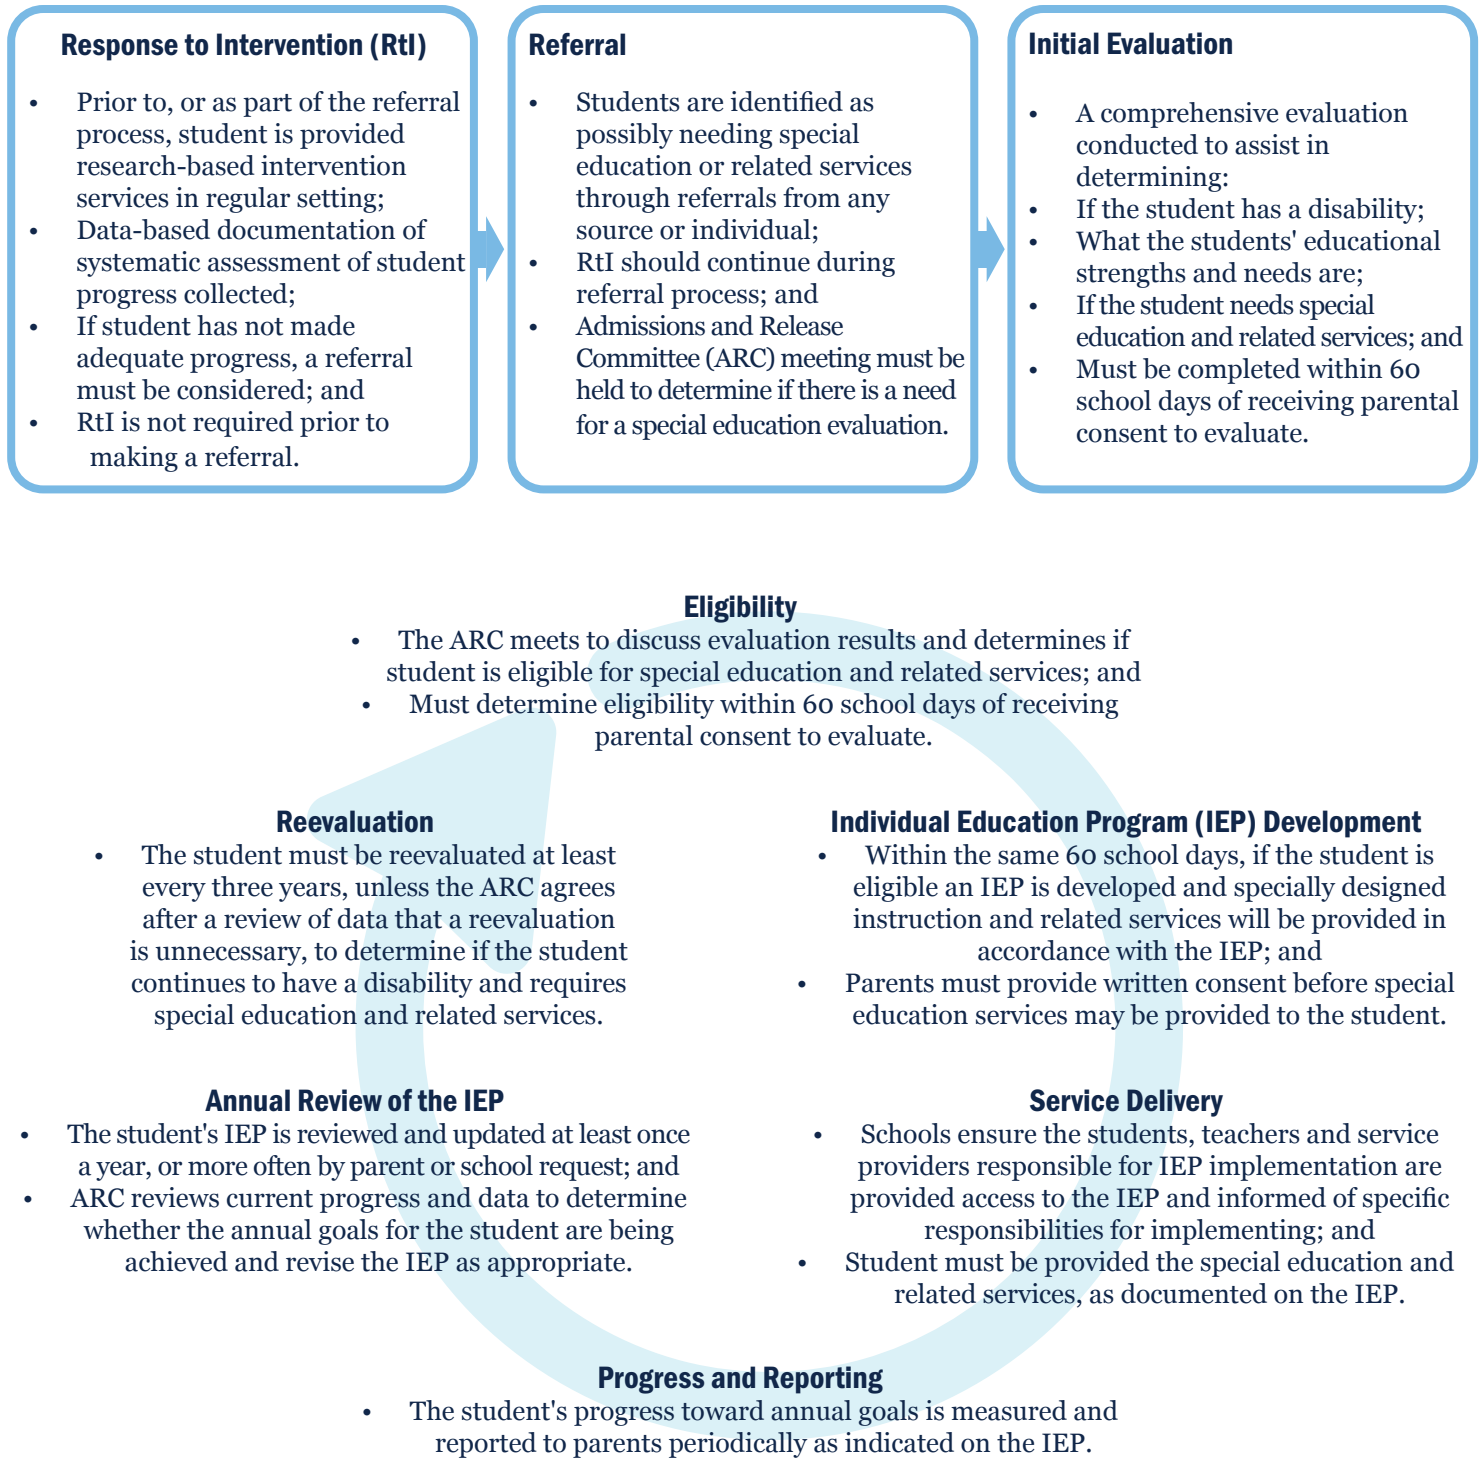 Response to Intervention (RtI)
• Prior to, or as part of the referral
process, student is provided
research-based intervention
services in regular setting;
• Data-based documentation of
systematic assessment of student
progress collected;
• If student has not made
adequate progress, a referral
must be considered; and
• RtI is not required prior to
making a referral.
Referral
• Students are identified as
possibly needing special
education or related services
through referrals from any
source or individual;
• RtI should continue during
referral process; and
• Admissions and Release
Committee (ARC) meeting must be
held to determine if there is a need
for a special education evaluation.
Initial Evaluation
• A comprehensive evaluation
conducted to assist in
determining:
• If the student has a disability;
• What the students' educational
strengths and needs are;
• If the student needs special
education and related services; and
• Must be completed within 60
school days of receiving parental
consent to evaluate.
Eligibility
• The ARC meets to discuss evaluation results and determines if
student is eligible for special education and related services; and
• Must determine eligibility within 60 school days of receiving
parental consent to evaluate.
Individual Education Program (IEP) Development
• Within the same 60 school days, if the student is
eligible an IEP is developed and specially designed
instruction and related services will be provided in
accordance with the IEP; and
• Parents must provide written consent before special
education services may be provided to the student.
Service Delivery
• Schools ensure the students, teachers and service
providers responsible for IEP implementation are
provided access to the IEP and informed of specific
responsibilities for implementing; and
• Student must be provided the special education and
related services, as documented on the IEP.
Progress and Reporting
• The student's progress toward annual goals is measured and
reported to parents periodically as indicated on the IEP.
Annual Review of the IEP
• The student's IEP is reviewed and updated at least once
a year, or more often by parent or school request; and
• ARC reviews current progress and data to determine
whether the annual goals for the student are being
achieved and revise the IEP as appropriate.
Reevaluation
• The student must be reevaluated at least
every three years, unless the ARC agrees
after a review of data that a reevaluation
is unnecessary, to determine if the student
continues to have a disability and requires
special education and related services.